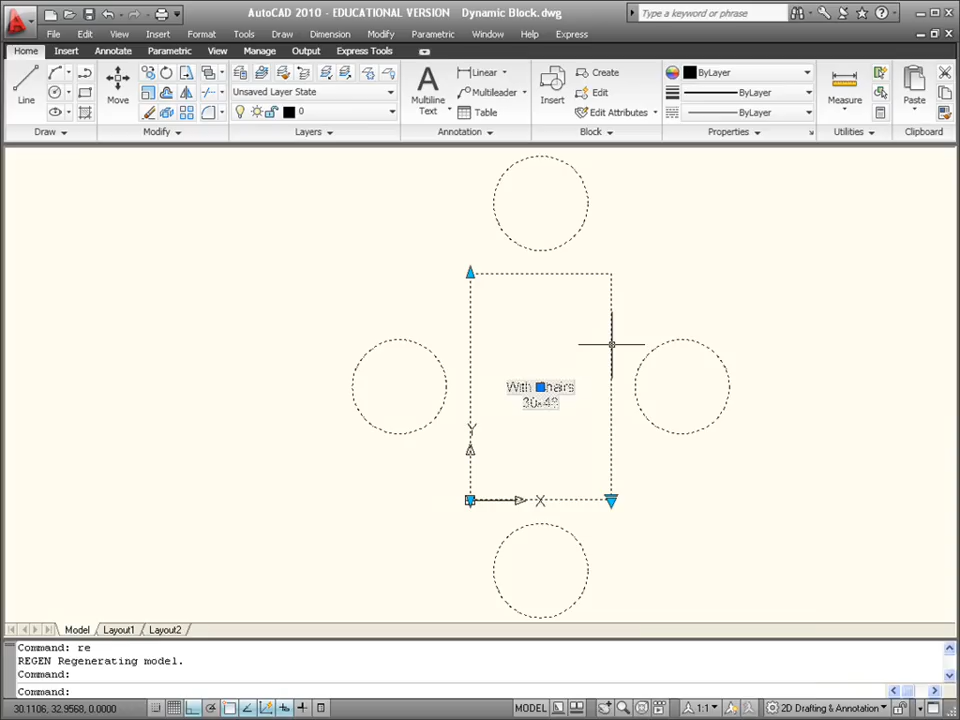 AutoCAD 2010 - EDUCATIONAL VERSION Dynamic Block.dwg
Type a keyword or phrase
File Edit View Insert Format Tools Draw Dimension Modify Parametric Window Help Express
Home Insert Annotate Parametric View Manage Output Express Tools
Line
Move
Unsaved Layer State
0
Multiline
Text
Linear
Multileader
Table
Insert
Create
Edit
Edit Attributes
ByLayer
ByLayer
ByLayer
Measure
Paste
Draw Modify Layers Annotation Block Properties Utilities Clipboard
With Chairs
30x48
Y
X
Model Layout1 Layout2
Command: re
REGEN Regenerating model.
Command:
Command:
30.1106, 32.9568, 0.0000
MODEL
1:1
2D Drafting & Annotation